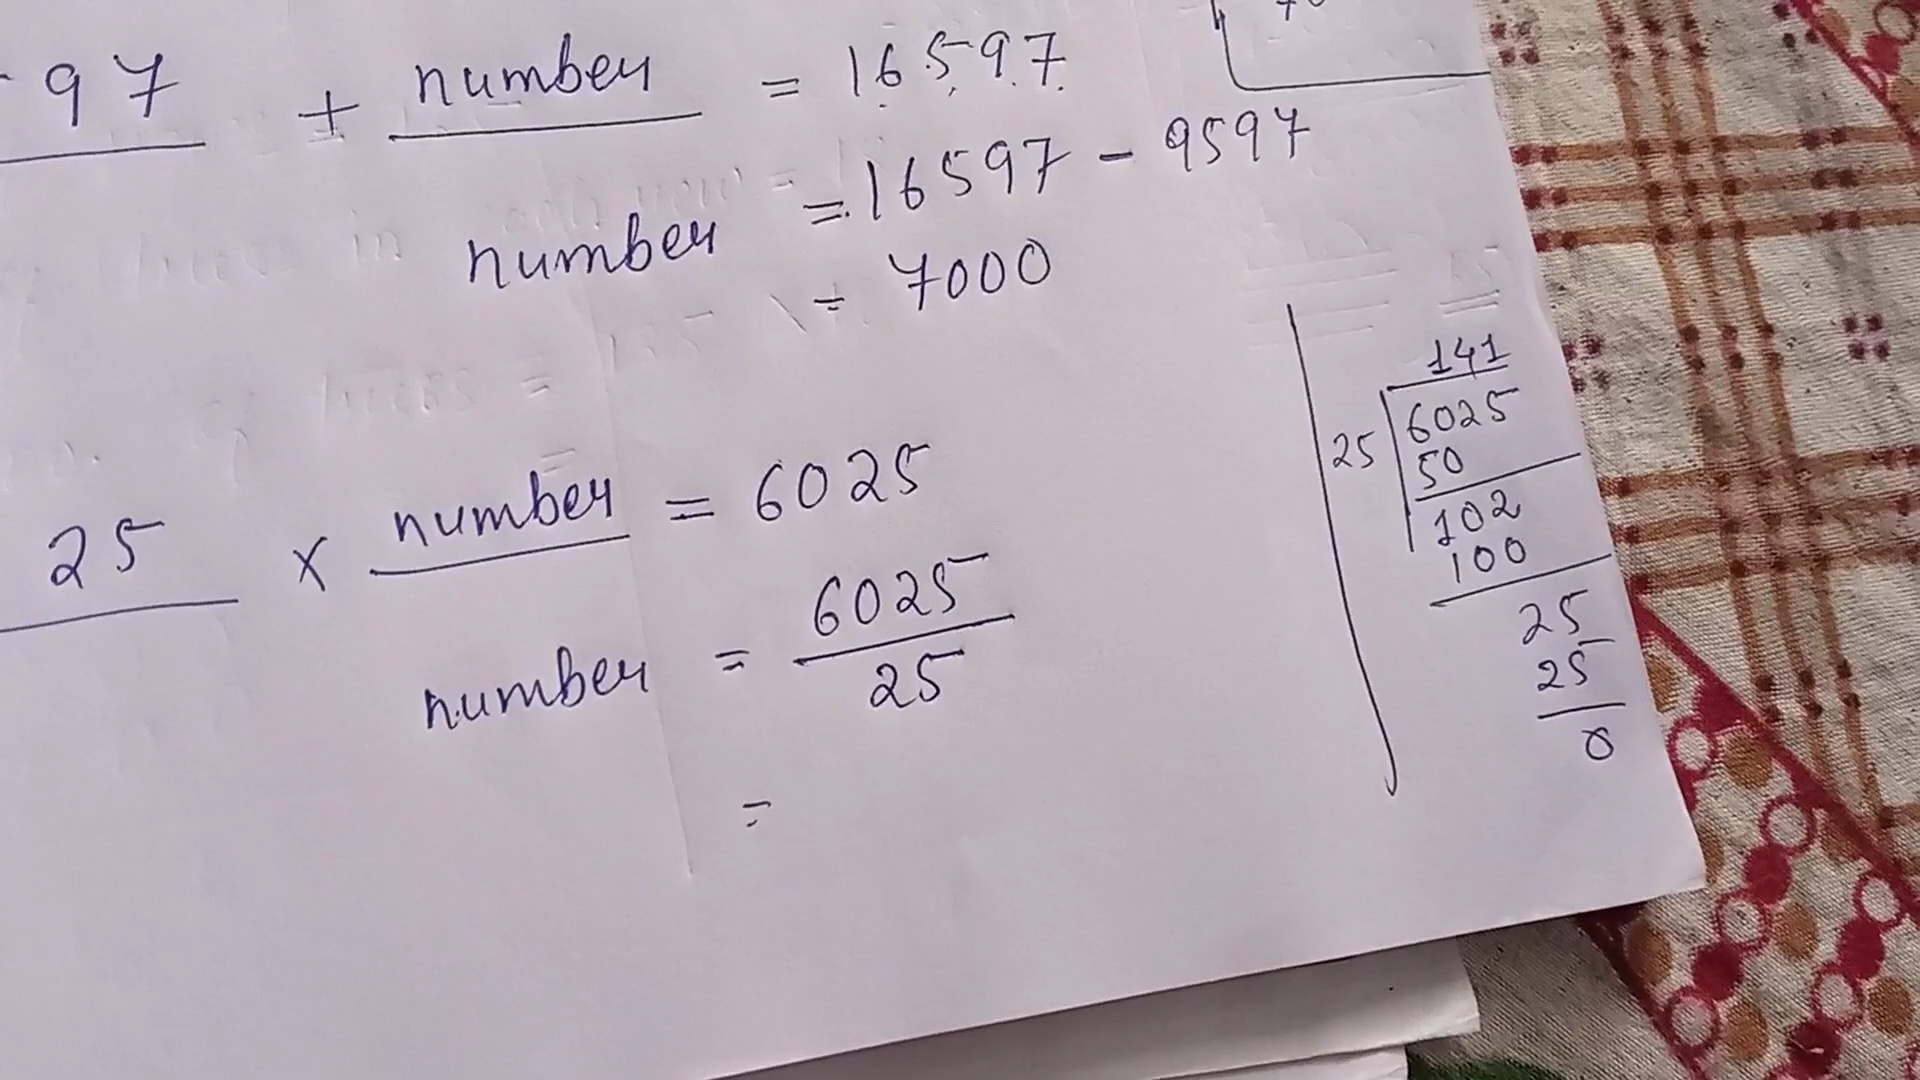 97 + number = 16597
number = 16597 - 9597
= 7000
25 × number = 6025
number = 6025
25
=
141
25 6025
50
102
100
25
25
0